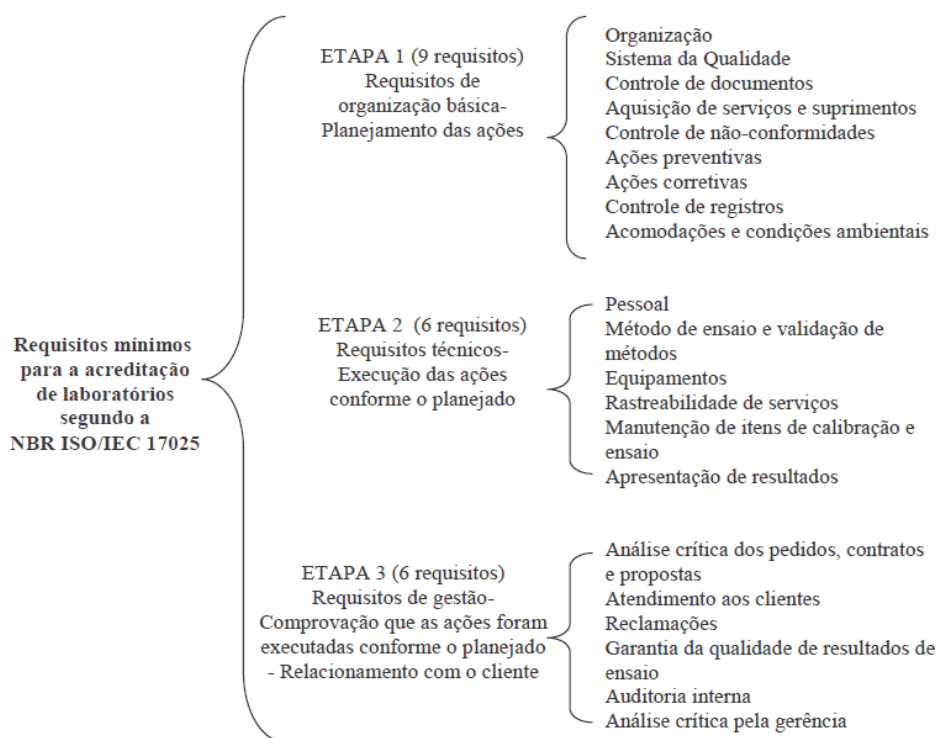 Requisitos mínimos
para a acreditação
de laboratórios
segundo a
NBR ISO/IEC 17025
ETAPA 1 (9 requisitos)
Requisitos de
organização básica-
Planejamento das ações
Organização
Sistema da Qualidade
Controle de documentos
Aquisição de serviços e suprimentos
Controle de não-conformidades
Ações preventivas
Ações corretivas
Controle de registros
Acomodações e condições ambientais
ETAPA 2 (6 requisitos)
Requisitos técnicos-
Execução das ações
conforme o planejado
Pessoal
Método de ensaio e validação de
métodos
Equipamentos
Rastreabilidade de serviços
Manutenção de itens de calibração e
ensaio
Apresentação de resultados
ETAPA 3 (6 requisitos)
Requisitos de gestão-
Comprovação que as ações foram
executadas conforme o planejado
- Relacionamento com o cliente
Análise crítica dos pedidos, contratos
e propostas
Atendimento aos clientes
Reclamações
Garantia da qualidade de resultados de
ensaio
Auditoria interna
Análise crítica pela gerência